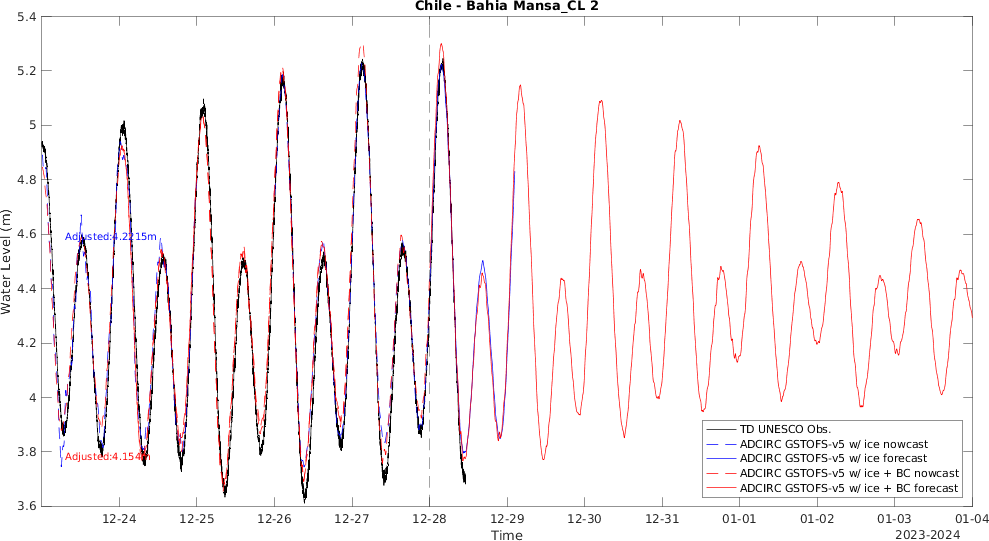 Chile - Bahia Mansa_CL 2
Water Level (m)
5.4
5.2
5
4.8
4.6
4.4
4.2
4
3.8
3.6
Adjusted:4.2215m
Adjusted:4.154
TD UNESCO Obs.
ADCIRC GSTOFS-v5 w/ ice nowcast
ADCIRC GSTOFS-v5 w/ ice forecast
ADCIRC GSTOFS-v5 w/ ice + BC nowcast
ADCIRC GSTOFS-v5 w/ ice + BC forecast
12-24 12-25 12-26 12-27 12-28 12-29 12-30 12-31 01-01 01-02 01-03 01-04
Time
2023-2024